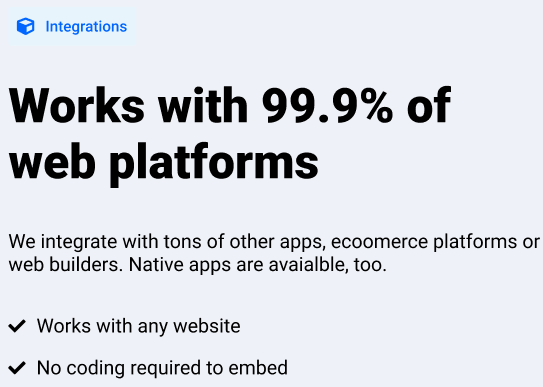 Integrations
Works with 99.9% of
web platforms
We integrate with tons of other apps, ecoomerce platforms or
web builders. Native apps are avaialble, too.
Works with any website
No coding required to embed